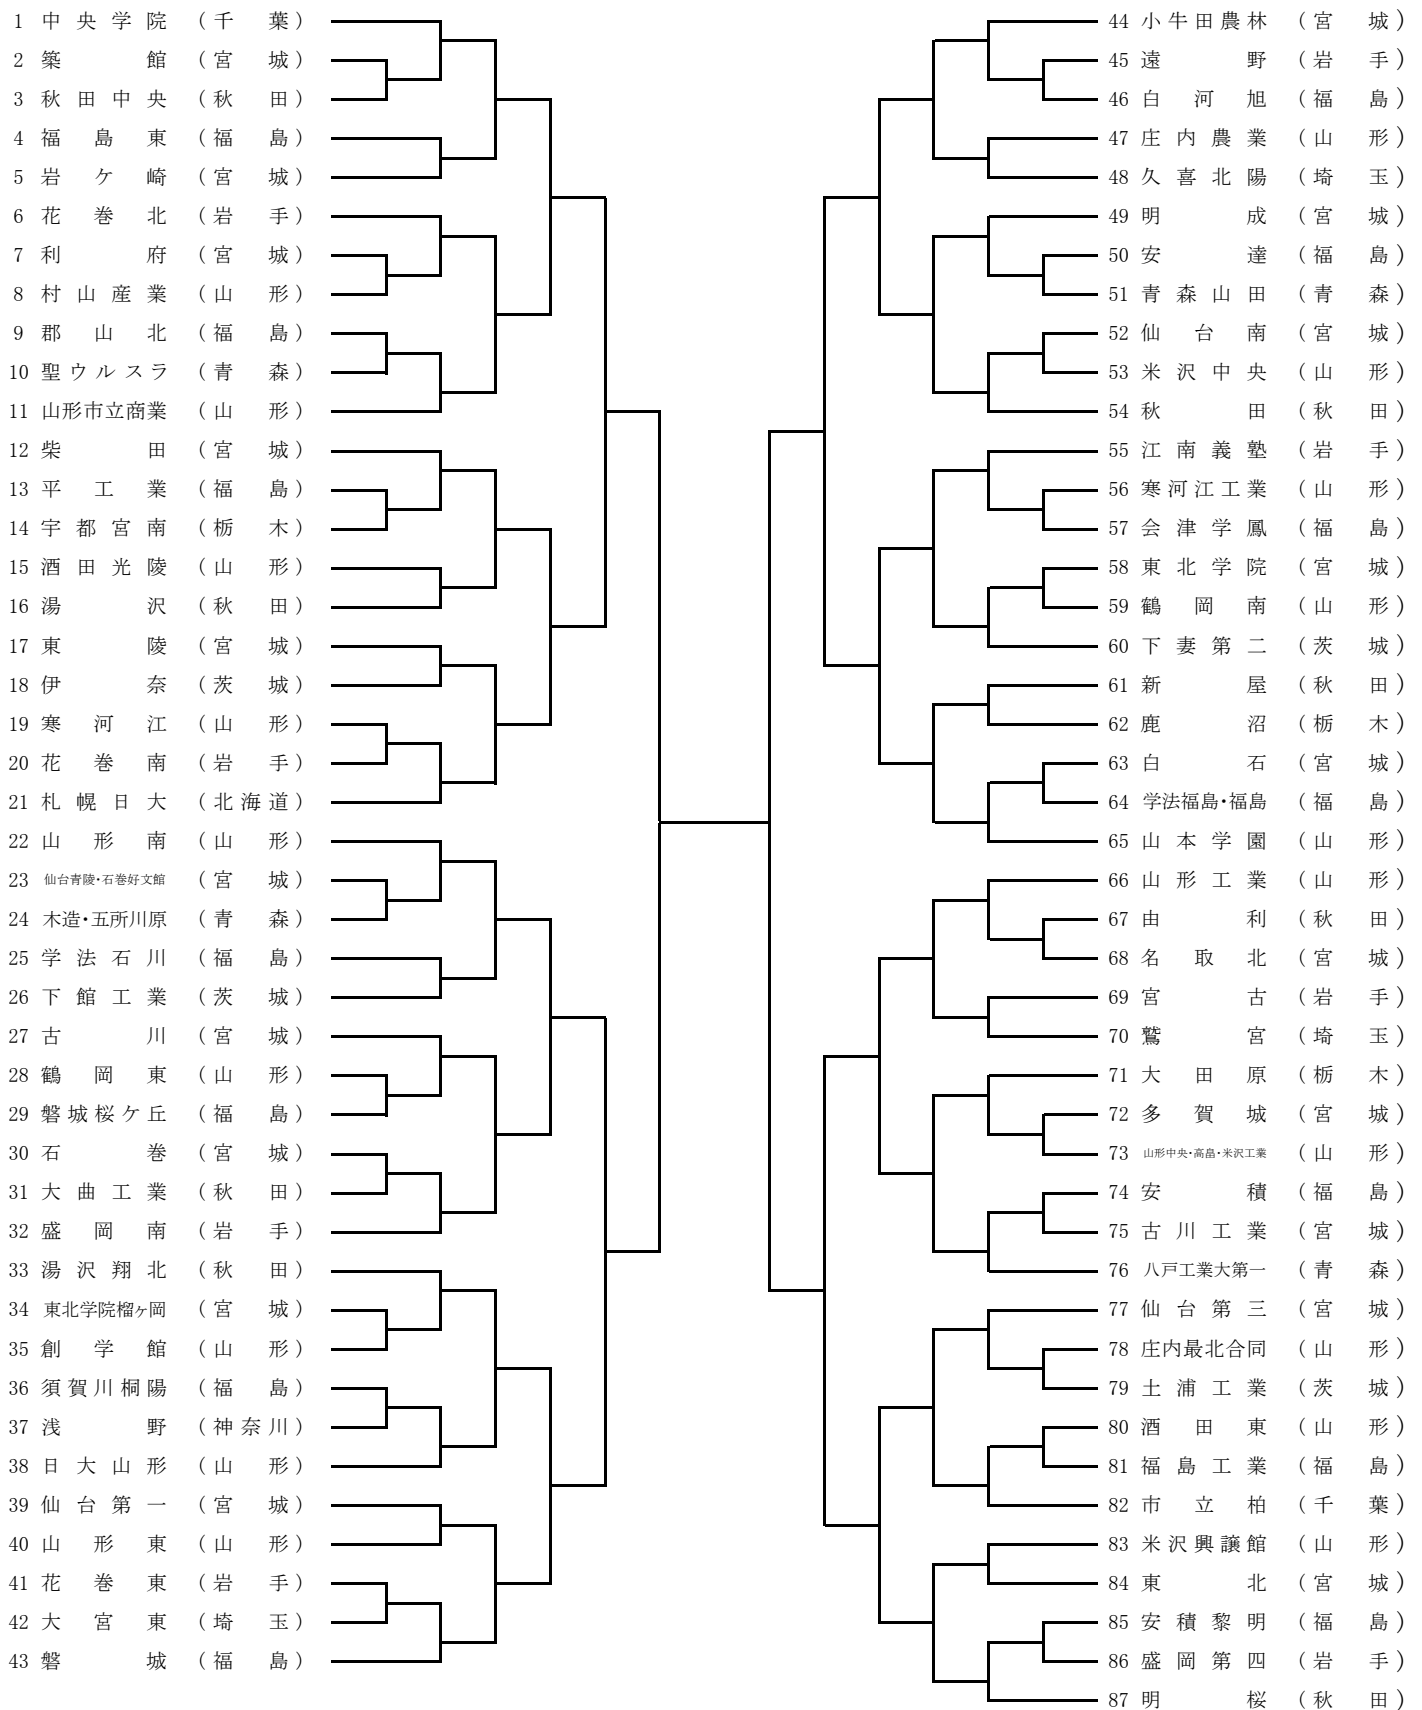 1 中央学院 (千葉)
2 築館 (宮城)
3 秋田中央 (秋田)
4 福島東 (福島)
5 岩ケ崎 (宮城)
6 花巻北 (岩手)
7 利府 (宮城)
8 村山産業 (山形)
9 郡山北 (福島)
10 聖ウルスラ (青森)
11 山形市立商業 (山形)
12 柴田 (宮城)
13 平工業 (福島)
14 宇都宮南 (栃木)
15 酒田光陵 (山形)
16 湯沢 (秋田)
17 東陵 (宮城)
18 伊奈 (茨城)
19 寒河江 (山形)
20 花巻南 (岩手)
21 札幌日大 (北海道)
22 山形南 (山形)
23 仙台青陵・石巻好文館 (宮城)
24 木造・五所川原 (青森)
25 学法石川 (福島)
26 下館工業 (茨城)
27 古川 (宮城)
28 鶴岡東 (山形)
29 磐城桜ケ丘 (福島)
30 石巻 (宮城)
31 大曲工業 (秋田)
32 盛岡南 (岩手)
33 湯沢翔北 (秋田)
34 東北学院榴ヶ岡 (宮城)
35 創学館 (山形)
36 須賀川桐陽 (福島)
37 浅野 (神奈川)
38 日大山形 (山形)
39 仙台第一 (宮城)
40 山形東 (山形)
41 花巻東 (岩手)
42 大宮東 (埼玉)
43 磐城 (福島)
44 小牛田農林 (宮城)
45 遠野 (岩手)
46 白河旭 (福島)
47 庄内農業 (山形)
48 久喜北陽 (埼玉)
49 明成 (宮城)
50 安達 (福島)
51 青森山田 (青森)
52 仙台南 (宮城)
53 米沢中央 (山形)
54 秋田 (秋田)
55 江南義塾 (岩手)
56 寒河江工業 (山形)
57 会津学鳳 (福島)
58 東北学院 (宮城)
59 鶴岡南 (山形)
60 下妻第二 (茨城)
61 新屋 (秋田)
62 鹿沼 (栃木)
63 白石 (宮城)
64 学法福島・福島 (福島)
65 山本学園 (山形)
66 山形工業 (山形)
67 由利 (秋田)
68 名取北 (宮城)
69 宮古 (岩手)
70 鷲宮 (埼玉)
71 大田原 (栃木)
72 多賀城 (宮城)
73 山形中央・高畠・米沢工業 (山形)
74 安積 (福島)
75 古川工業 (宮城)
76 八戸工業大第一 (青森)
77 仙台第三 (宮城)
78 庄内最北合同 (山形)
79 土浦工業 (茨城)
80 酒田東 (山形)
81 福島工業 (福島)
82 市立柏 (千葉)
83 米沢興譲館 (山形)
84 東北 (宮城)
85 安積黎明 (福島)
86 盛岡第四 (岩手)
87 明桜 (秋田)